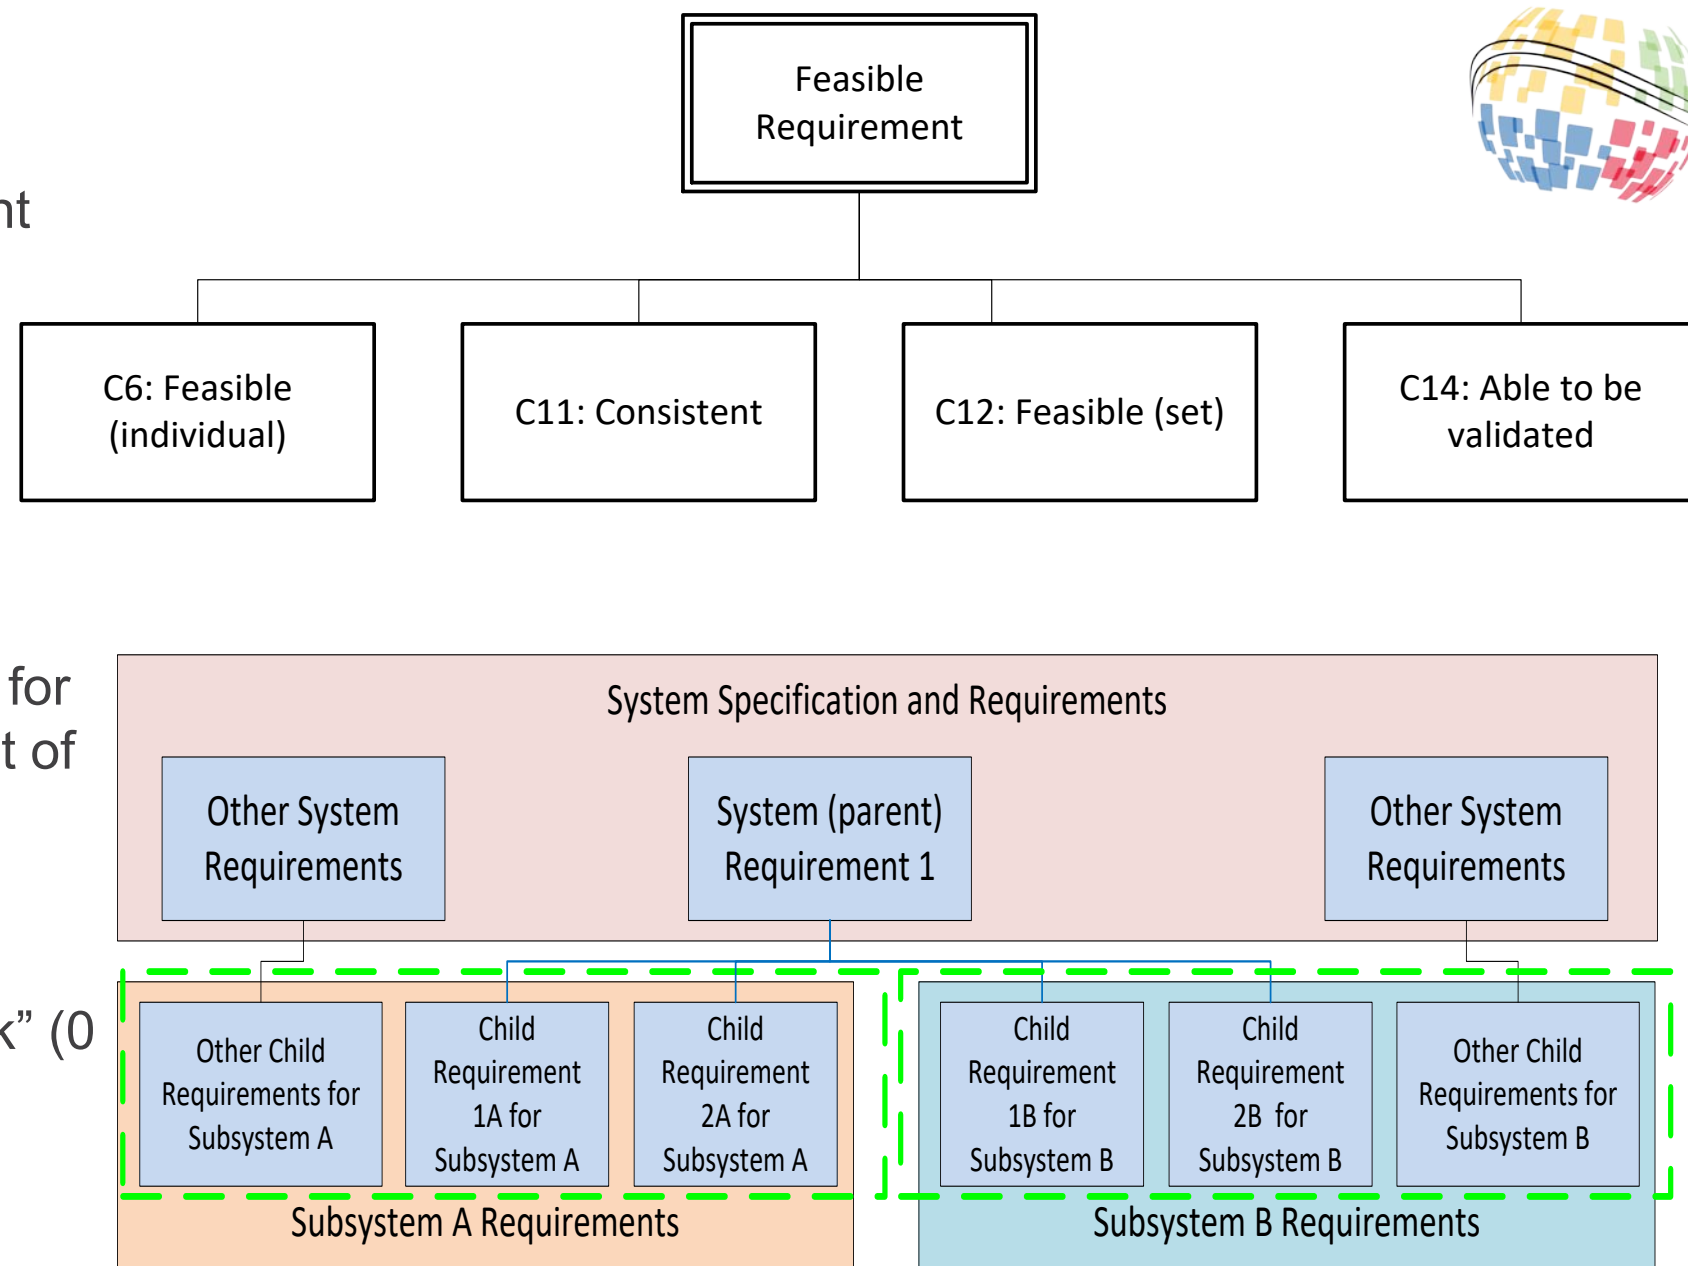 Feasible
Requirement
nt
C6: Feasible
(individual)
C11: Consistent
C12: Feasible (set)
C14: Able to be
validated
for
t of
System Specification and Requirements
Other System
Requirements
System (parent)
Requirement 1
Other System
Requirements
k” (0
Other Child
Requirements for
Subsystem A
Child
Requirement
1A for
Subsystem A
Child
Requirement
2A for
Subsystem A
Child
Requirement
1B for
Subsystem B
Child
Requirement
2B for
Subsystem B
Other Child
Requirements for
Subsystem B
Subsystem A Requirements
Subsystem B Requirements